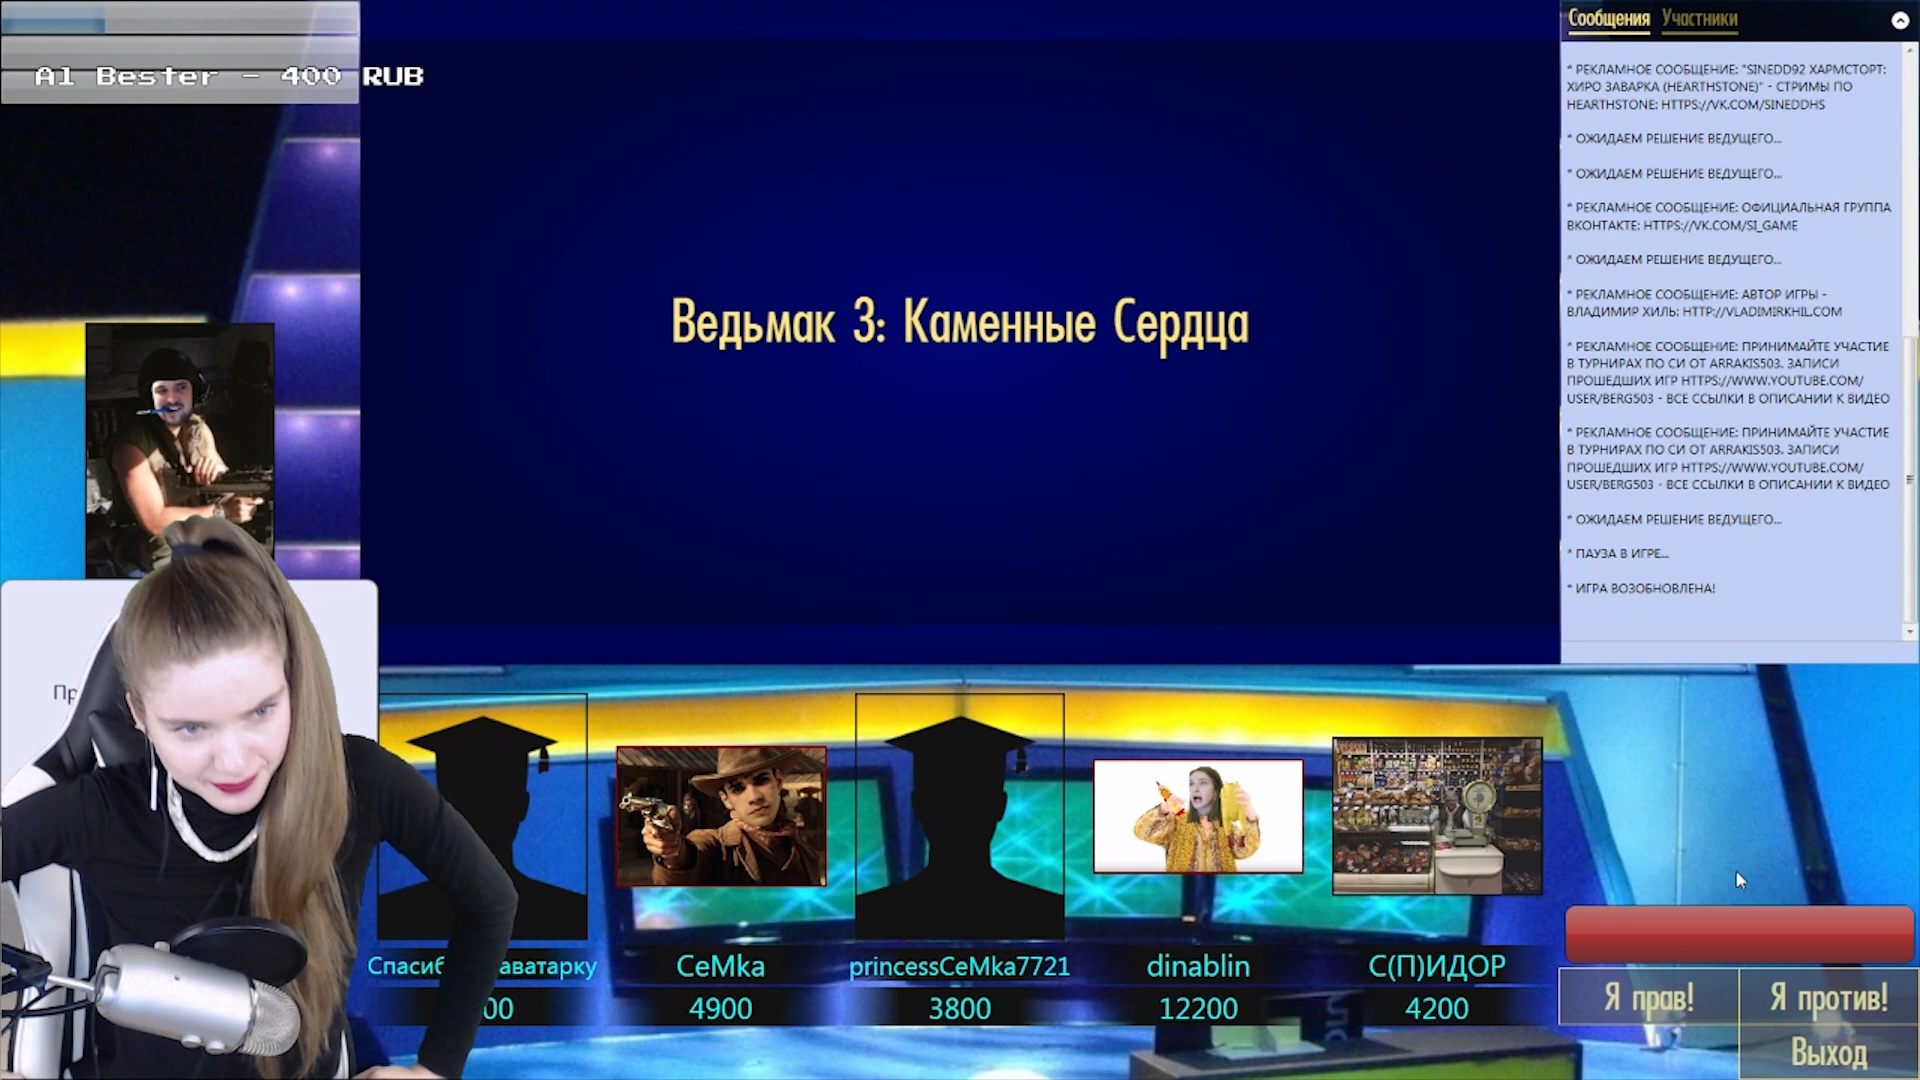 Al Bester - 400 RUB
Ведьмак 3: Каменные Сердца
Сообщения Участники
* РЕКЛАМНОЕ СООБЩЕНИЕ: "SINEDD92 ХАРМСТОРТ:
ХИРО ЗАВАРКА (HEARTHSTONE)" - СТРИМЫ ПО
HEARTHSTONE: HTTPS://VK.COM/SINEDDHS
* ОЖИДАЕМ РЕШЕНИЕ ВЕДУЩЕГО...
* ОЖИДАЕМ РЕШЕНИЕ ВЕДУЩЕГО...
* РЕКЛАМНОЕ СООБЩЕНИЕ: ОФИЦИАЛЬНАЯ ГРУППА
ВКОНТАКТЕ: HTTPS://VK.COM/SI_GAME
* ОЖИДАЕМ РЕШЕНИЕ ВЕДУЩЕГО...
* РЕКЛАМНОЕ СООБЩЕНИЕ: АВТОР ИГРЫ -
ВЛАДИМИР ХИЛЬ: HTTP://VLADIMIRKHIL.COM
* РЕКЛАМНОЕ СООБЩЕНИЕ: ПРИНИМАЙТЕ УЧАСТИЕ
В ТУРНИРАХ ПО СИ ОТ ARRAKIS503. ЗАПИСИ
ПРОШЕДШИХ ИГР HTTPS://WWW.YOUTUBE.COM/
USER/BERG503 - ВСЕ ССЫЛКИ В ОПИСАНИИ К ВИДЕО
* РЕКЛАМНОЕ СООБЩЕНИЕ: ПРИНИМАЙТЕ УЧАСТИЕ
В ТУРНИРАХ ПО СИ ОТ ARRAKIS503. ЗАПИСИ
ПРОШЕДШИХ ИГР HTTPS://WWW.YOUTUBE.COM/
USER/BERG503 - ВСЕ ССЫЛКИ В ОПИСАНИИ К ВИДЕО
* ОЖИДАЕМ РЕШЕНИЕ ВЕДУЩЕГО...
* ПАУЗА В ИГРЕ...
* ИГРА ВОЗОБНОВЛЕНА!
Пр
Спасиб аватарку CeMka princessCeMka7721 dinablin С(П)ИДОР
00 4900 3800 12200 4200
Я прав! Я против!
Выход